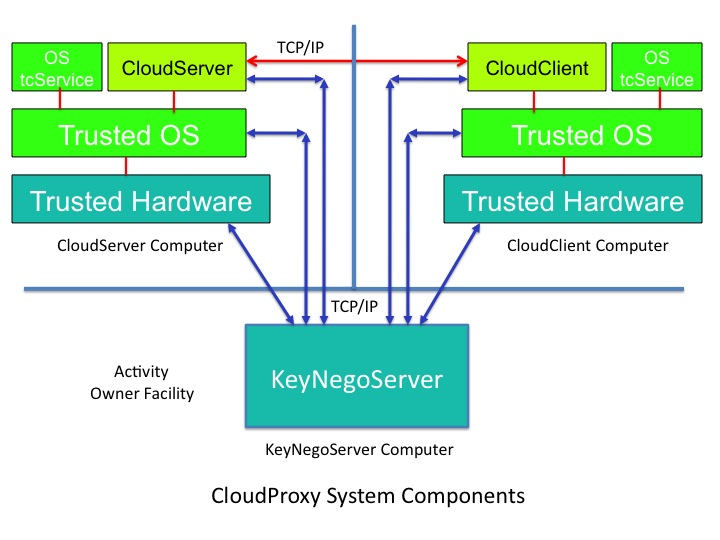 TCP/IP
OS
tcService
CloudServer
CloudClient
OS
tcService
Trusted OS
Trusted OS
Trusted Hardware
Trusted Hardware
CloudServer Computer
CloudClient Computer
TCP/IP
Activity
Owner Facility
KeyNegoServer
KeyNegoServer Computer
CloudProxy System Components